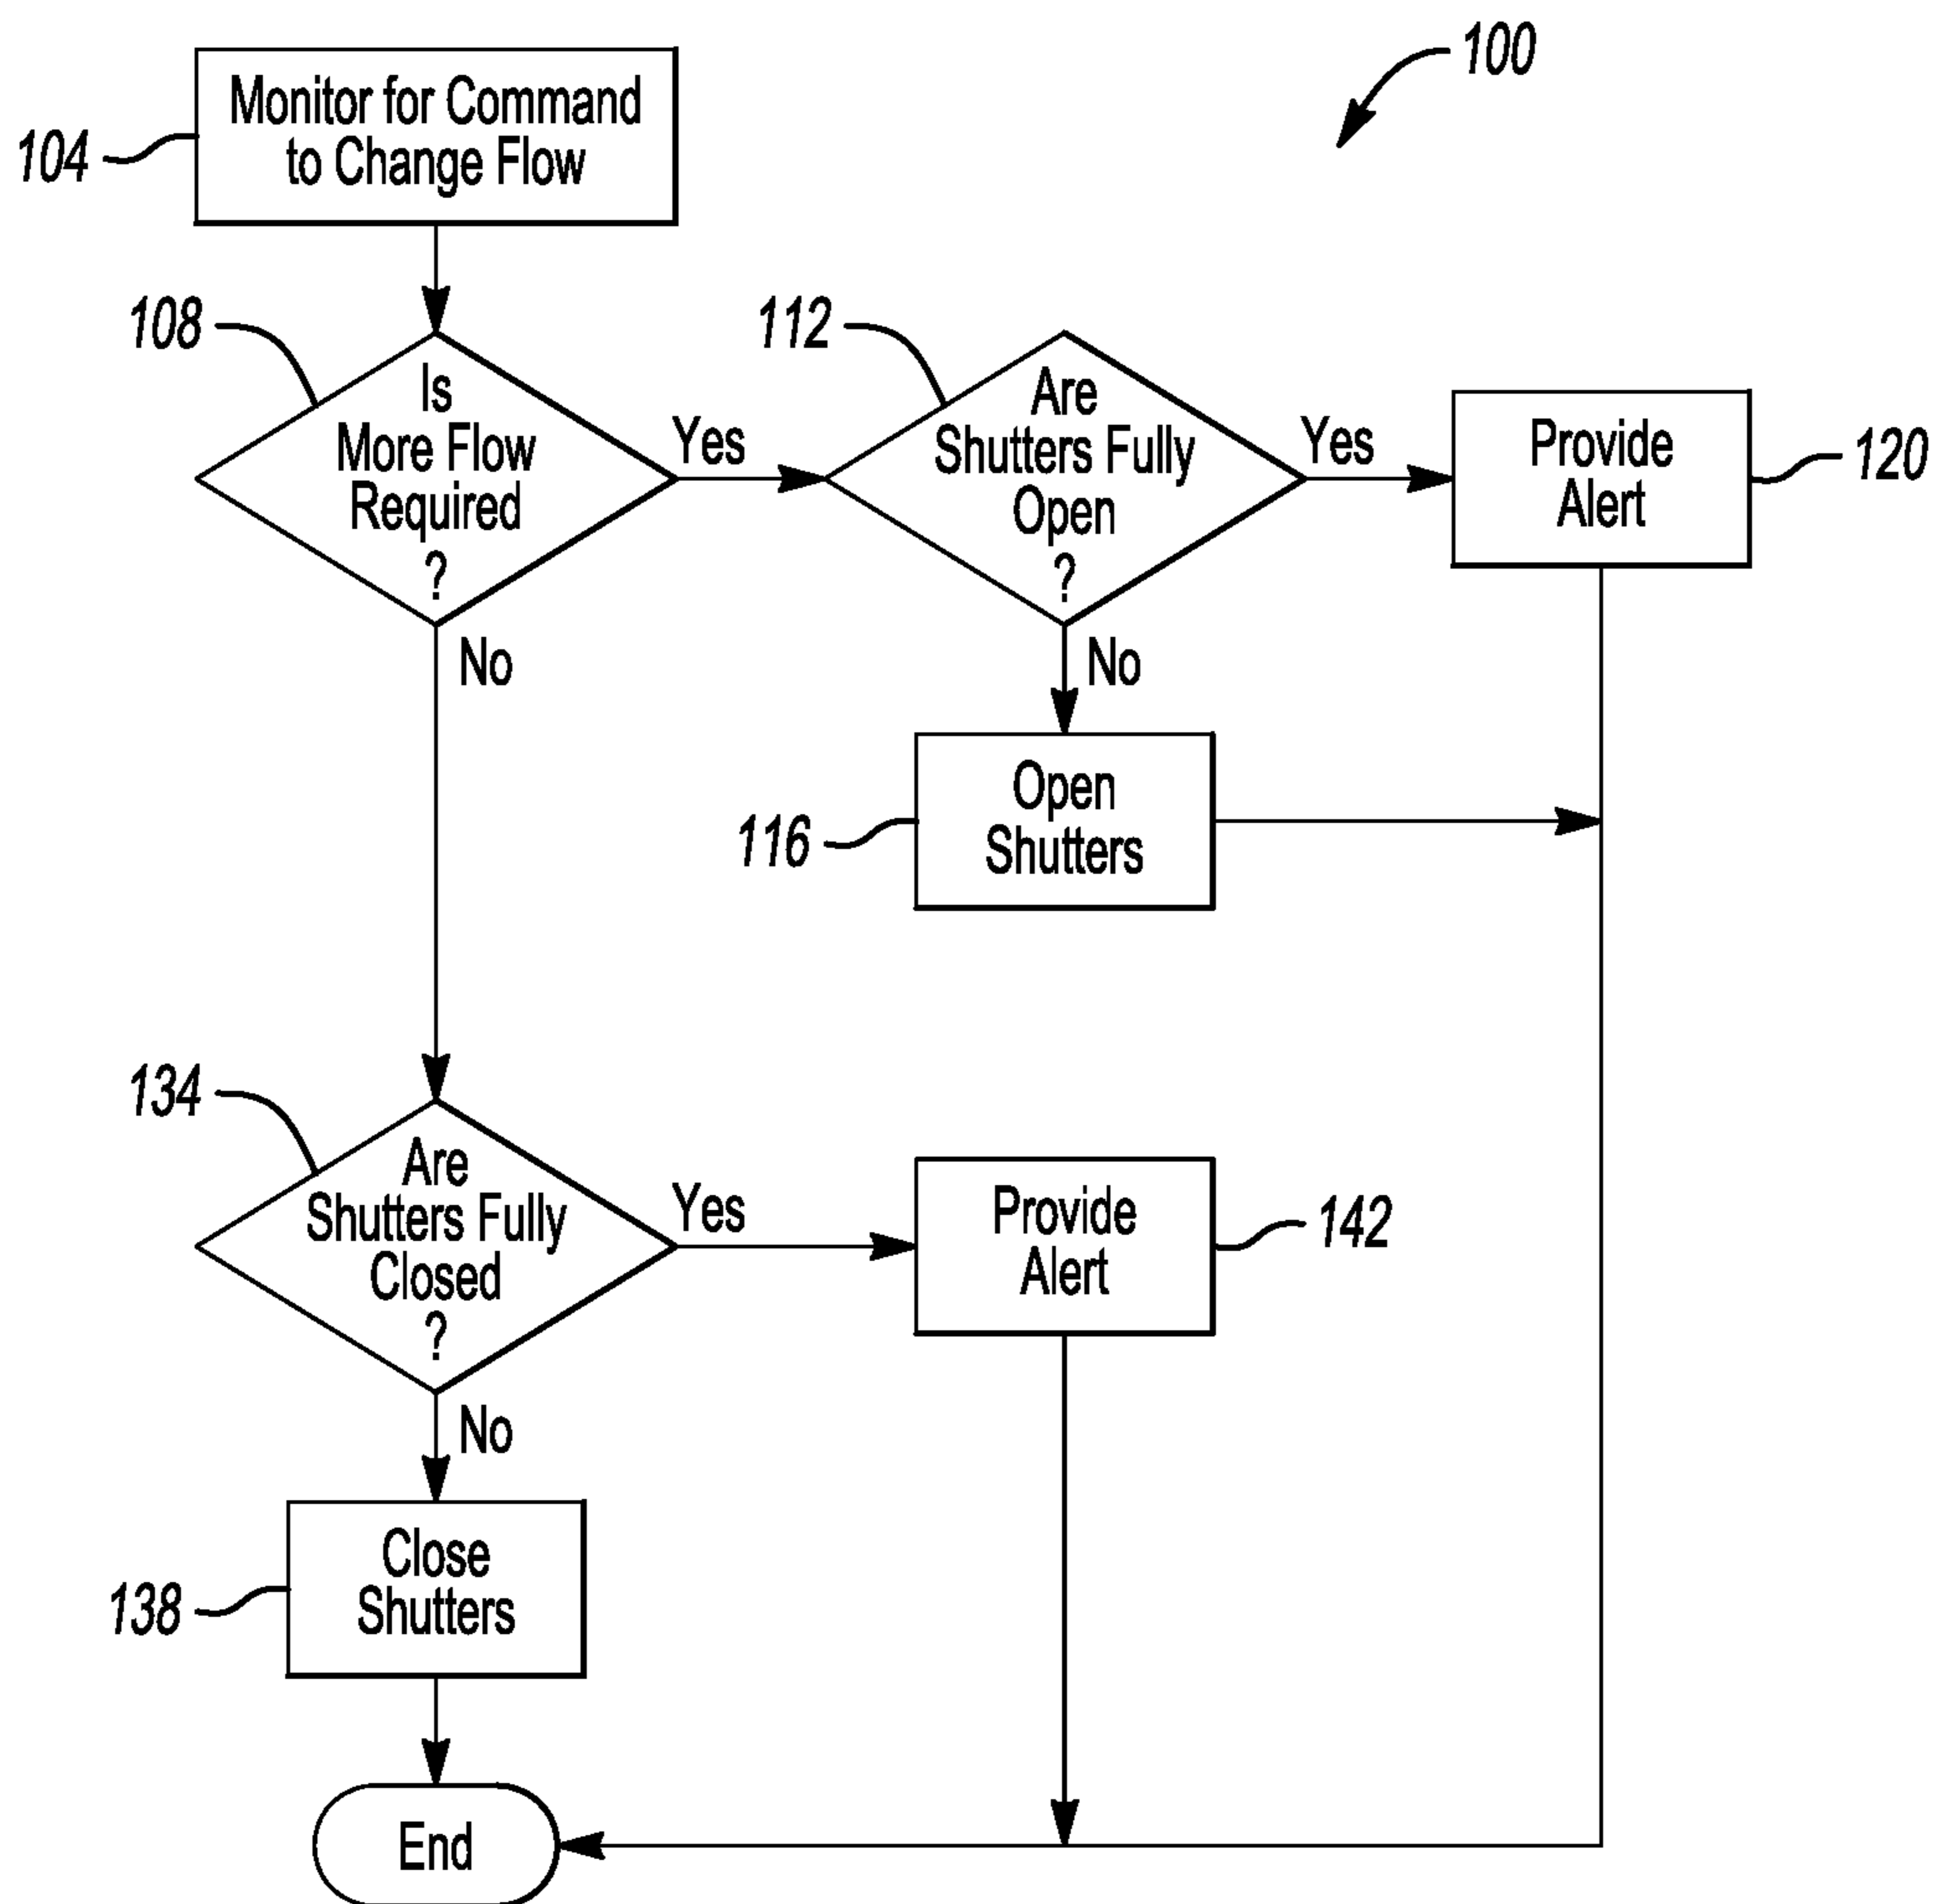 100
Monitor for Command
to Change Flow
104
108
Is
More Flow
Required
?
Yes
No
112
Are
Shutters Fully
Open
?
Yes
No
Provide
Alert
120
Open
Shutters
116
134
Are
Shutters Fully
Closed
?
Yes
No
Provide
Alert
142
Close
Shutters
138
End